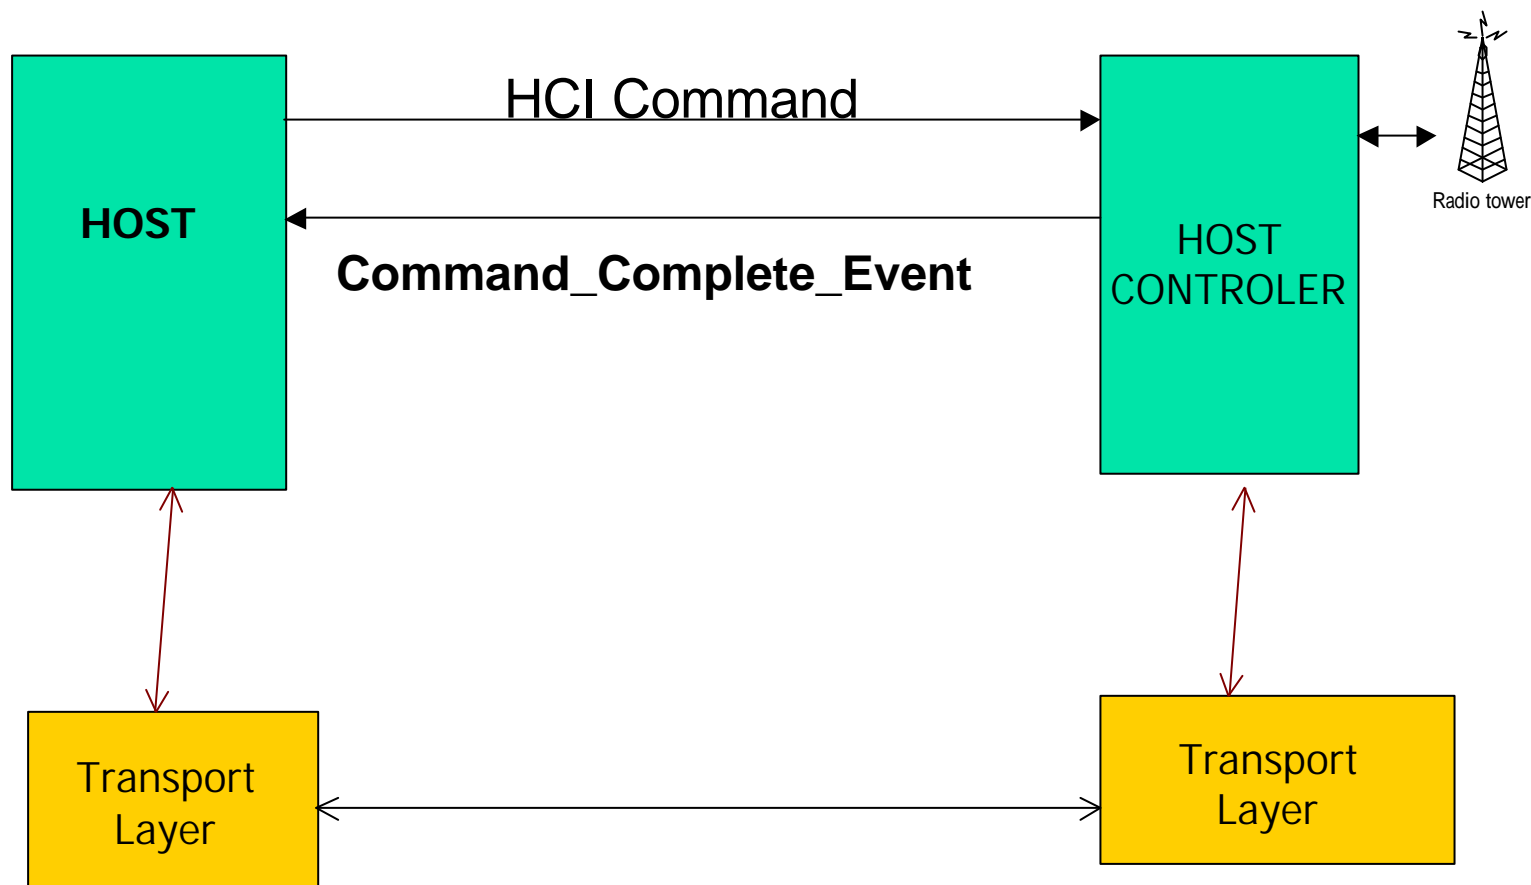 HCI Command
HOST
Command_Complete_Event
HOST
CONTROLER
Radio tower
Transport
Layer
Transport
Layer